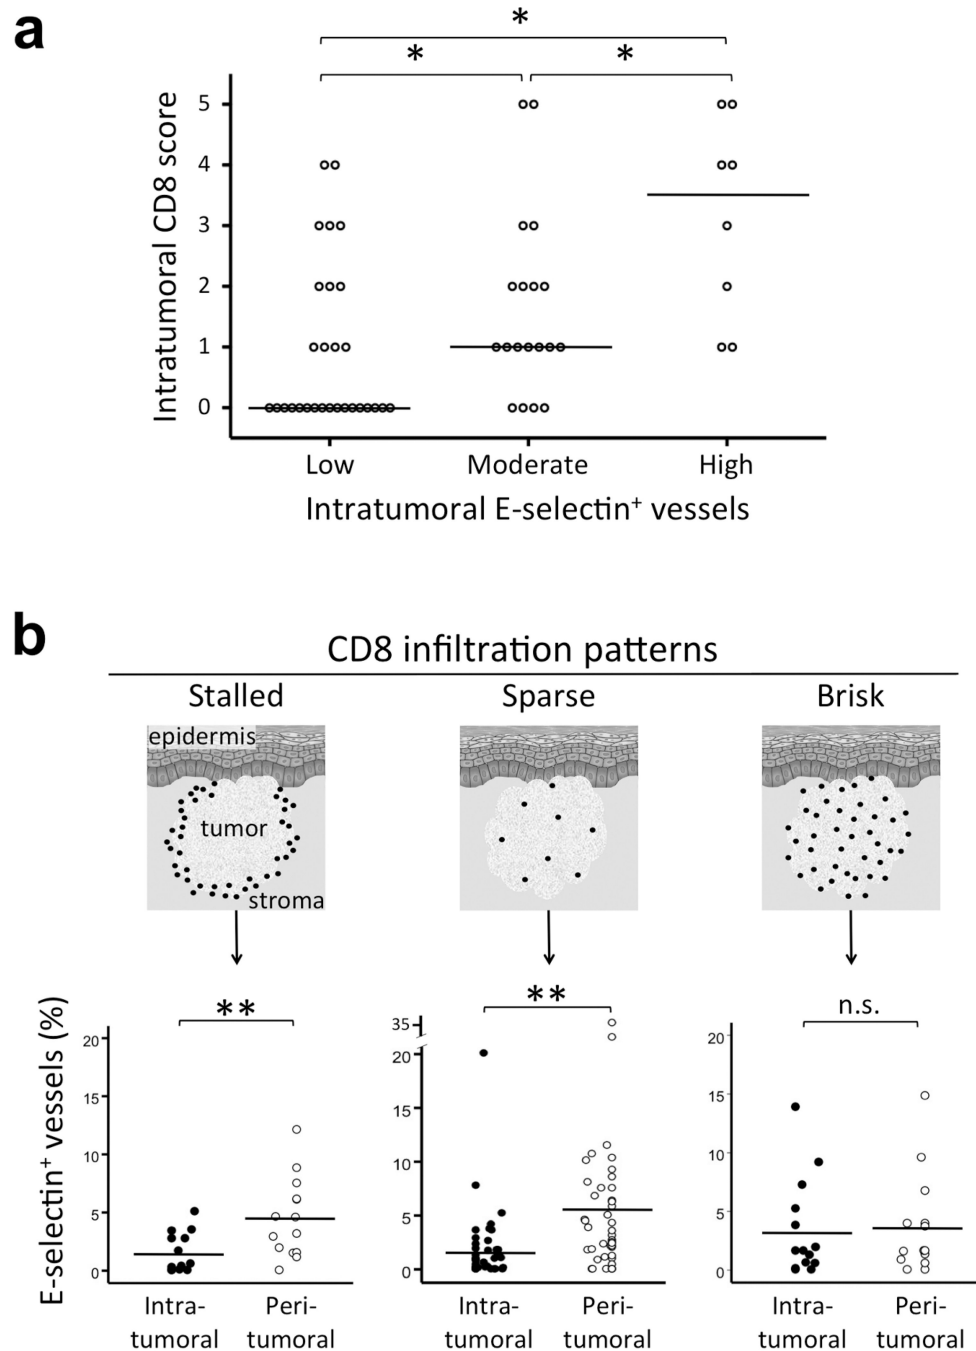 a
*
* *
Intratumoral CD8 score
5
4
3
2
1
0
Low Moderate High
Intratumoral E-selectin⁺ vessels
b
CD8 infiltration patterns
Stalled Sparse Brisk
epidermis
tumor
stroma
E-selectin⁺ vessels (%)
**
20
15
10
5
0
Intra-
tumoral
Peri-
tumoral
**
35
20
15
10
5
0
Intra-
tumoral
Peri-
tumoral
n.s.
20
15
10
5
0
Intra-
tumoral
Peri-
tumoral